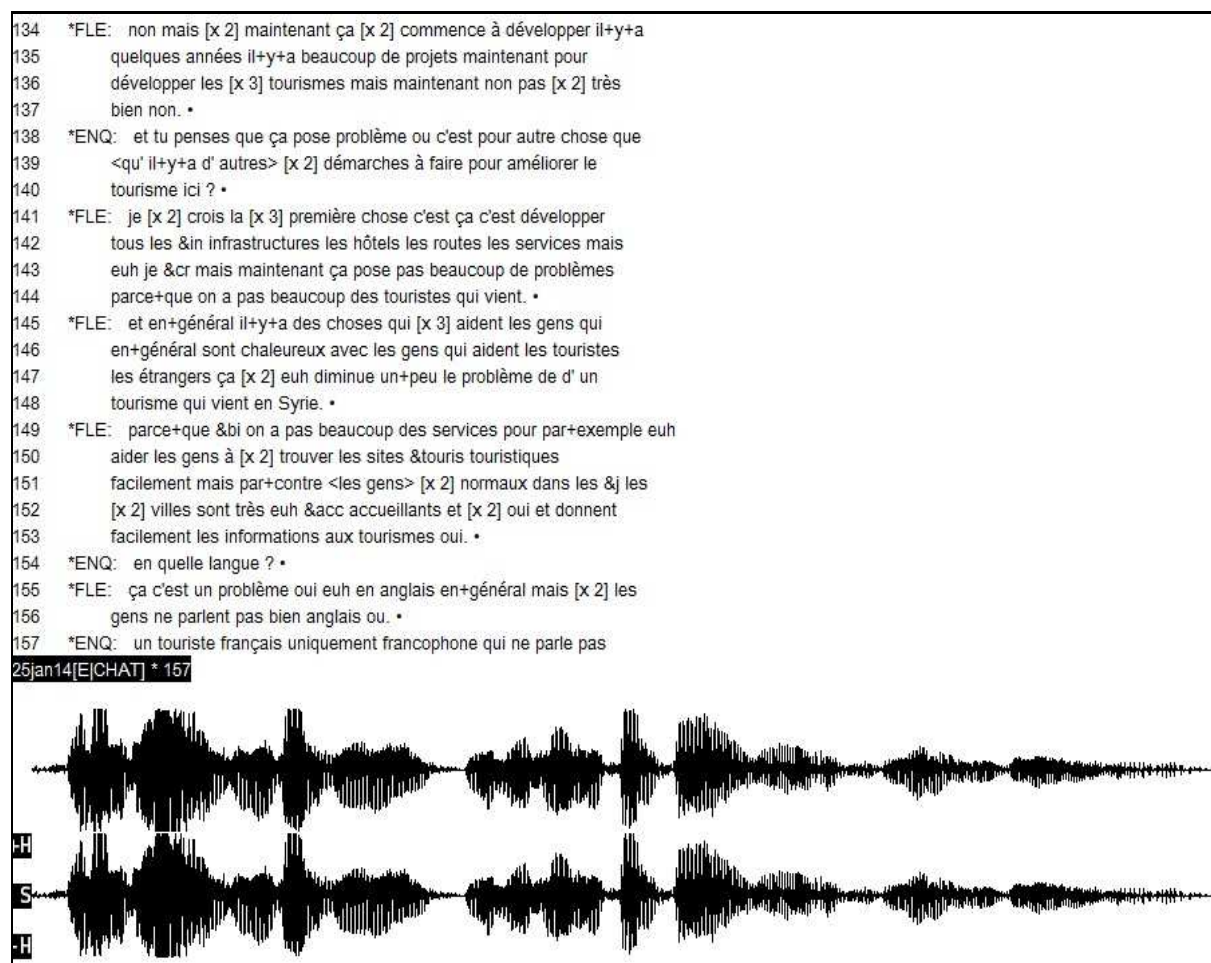 134 *FLE: non mais [x 2] maintenant ça [x 2] commence à développer il+y+a
135 quelques années il+y+a beaucoup de projets maintenant pour
136 développer les [x 3] tourismes mais maintenant non pas [x 2] très
137 bien non. •
138 *ENQ: et tu penses que ça pose problème ou c'est pour autre chose que
139 <qu' il+y+a d' autres> [x 2] démarches à faire pour améliorer le
140 tourisme ici ? •
141 *FLE: je [x 2] crois la [x 3] première chose c'est ça c'est développer
142 tous les &in infrastructures les hôtels les routes les services mais
143 euh je &cr mais maintenant ça pose pas beaucoup de problèmes
144 parce+que on a pas beaucoup des touristes qui vient. •
145 *FLE: et en+général il+y+a des choses qui [x 3] aident les gens qui
146 en+général sont chaleureux avec les gens qui aident les touristes
147 les étrangers ça [x 2] euh diminue un+peu le problème de d' un
148 tourisme qui vient en Syrie. •
149 *FLE: parce+que &bi on a pas beaucoup des services pour par+exemple euh
150 aider les gens à [x 2] trouver les sites &touris touristiques
151 facilement mais par+contre <les gens> [x 2] normaux dans les &j les
152 [x 2] villes sont très euh &acc accueillants et [x 2] oui et donnent
153 facilement les informations aux tourismes oui. •
154 *ENQ: en quelle langue ? •
155 *FLE: ça c'est un problème oui euh en anglais en+général mais [x 2] les
156 gens ne parlent pas bien anglais ou. •
157 *ENQ: un touriste français uniquement francophone qui ne parle pas
25jan14[E|CHAT] * 157
-H
S
-H